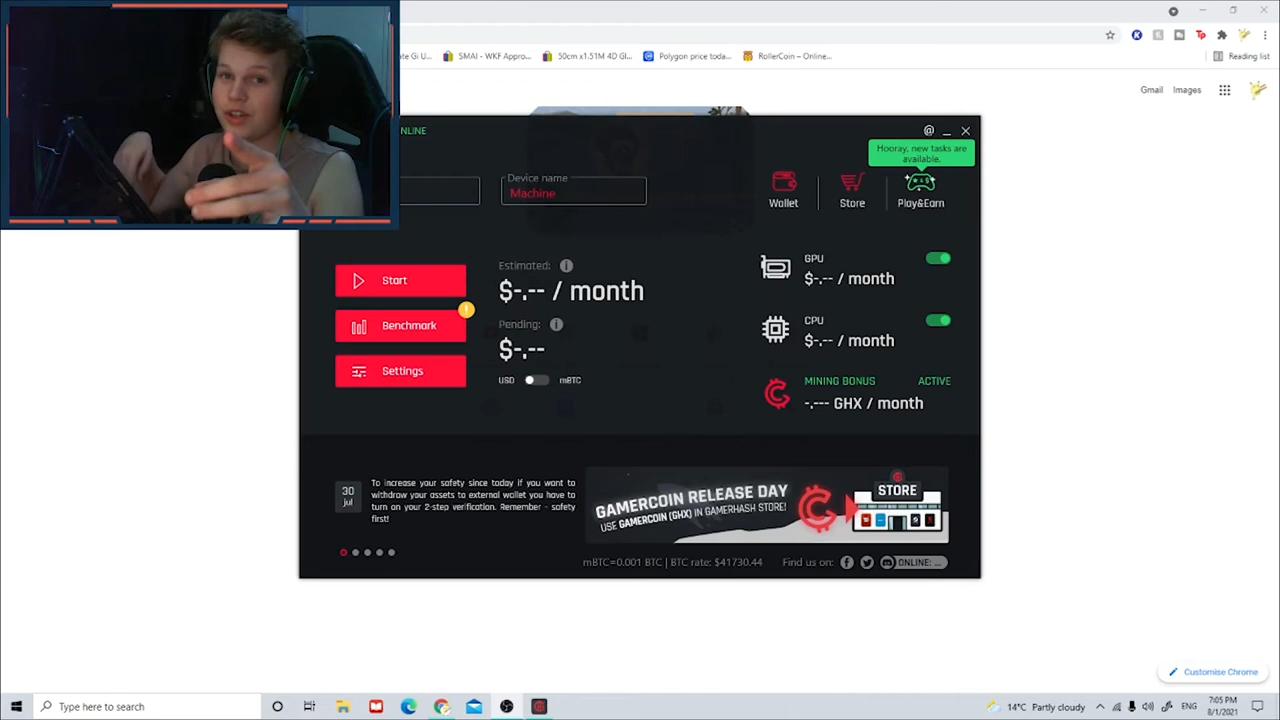 ate Gi U...
SMAI - WKF Appro...
50cm x1.51M 4D Gl...
Polygon price toda...
RollerCoin – Online...
Reading list
Gmail
Images
ONLINE
Hooray, new tasks are
available.
Device name
Machine
Wallet
Store
Play&Earn
Start
Benchmark
Settings
Estimated:
$-.-- / month
Pending:
$-.--
USD
mBTC
GPU
$-.-- / month
CPU
$-.-- / month
MINING BONUS ACTIVE
-.--- GHX / month
30
jul
To increase your safety since today if you want to
withdraw your assets to external wallet you have to
turn on your 2-step verification. Remember - safety
first!
GAMERCOIN RELEASE DAY
USE GAMERCOIN (GHX) IN GAMERHASH STORE!
STORE
mBTC=0.001 BTC | BTC rate: $41730.44
Find us on:
ONLINE: ...
Customise Chrome
Type here to search
14°C Partly cloudy
7:05 PM
8/1/2021